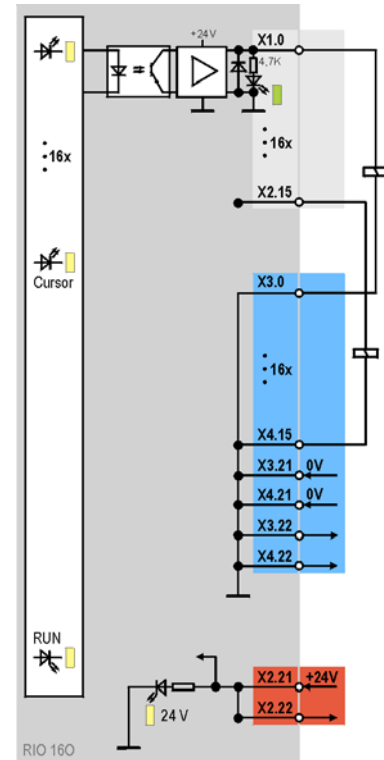 +24V
X1.0
4,7K
16x
16x
X2.15
Cursor
X3.0
16x
X4.15
X3.21 0V
X4.21 0V
X3.22
X4.22
RUN
X2.21 +24V
24 V
X2.22
RIO 16O